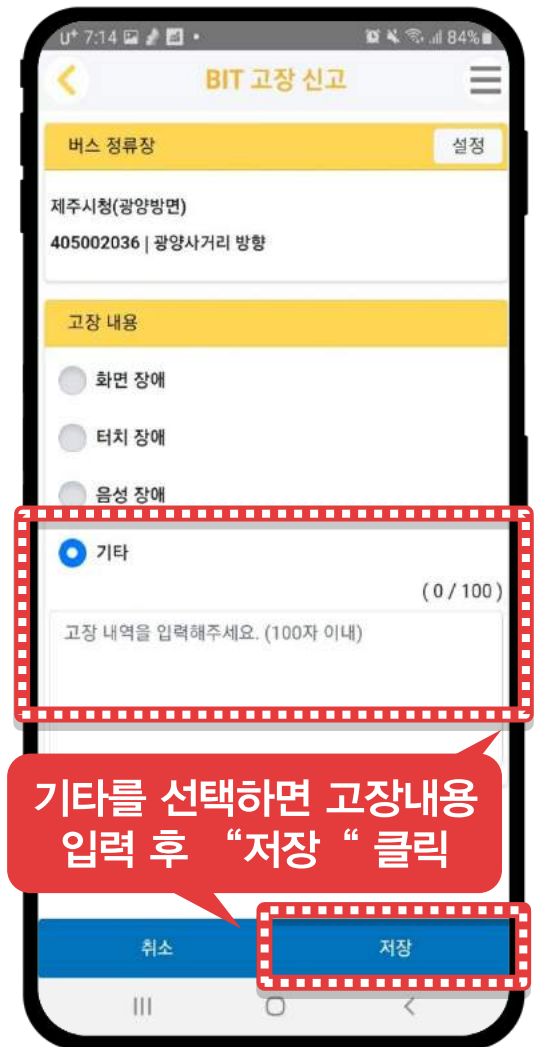 U+ 7:14
84%
BIT 고장 신고
버스 정류장
설정
제주시청(광양방면)
405002036 | 광양사거리 방향
고장 내용
화면 장애
터치 장애
음성 장애
기타
( 0 / 100 )
고장 내역을 입력해주세요. (100자 이내)
기타를 선택하면 고장내용
입력 후 “저장“ 클릭
취소
저장